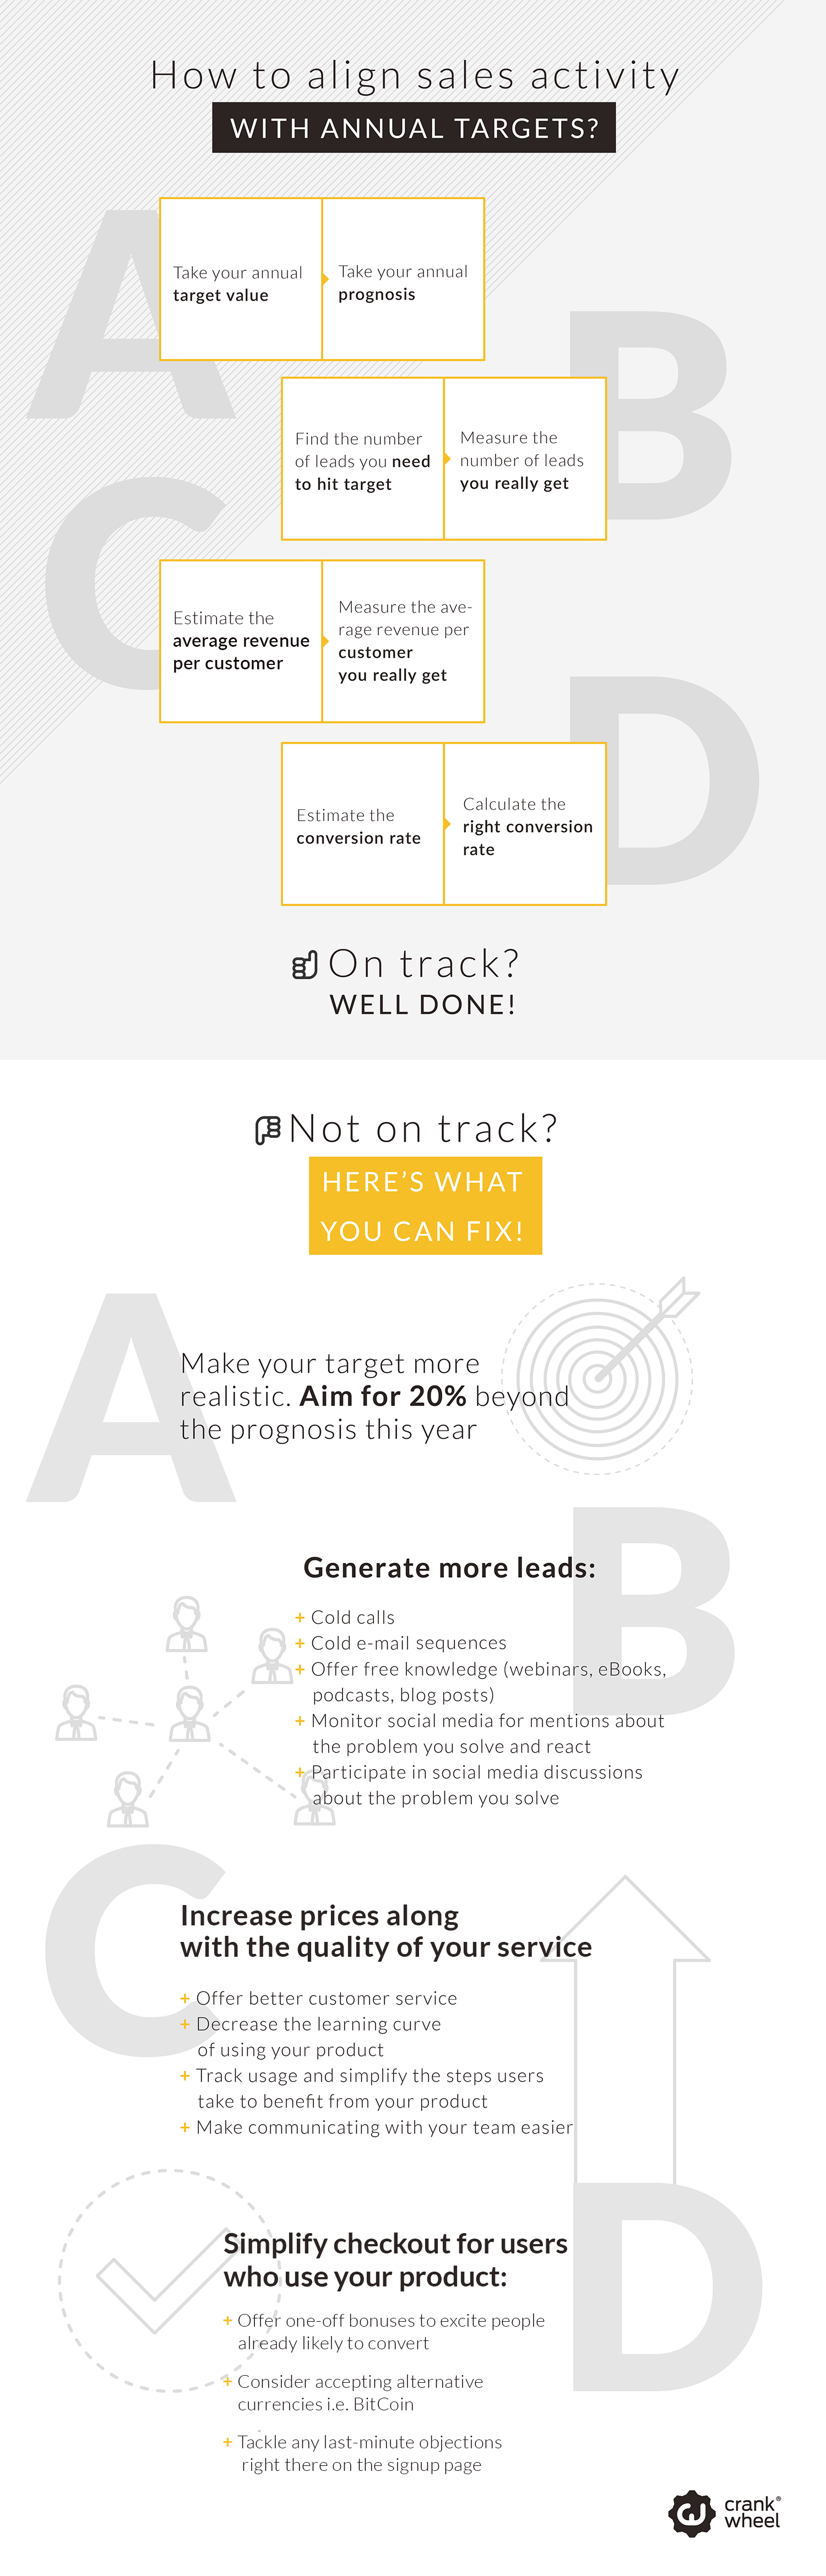 How to align sales activity
WITH ANNUAL TARGETS?
A
Take your annual
target value
Take your annual
prognosis
B
Find the number
of leads you need
to hit target
Measure the
number of leads
you really get
C
Estimate the
average revenue
per customer
Measure the ave-
rage revenue per
customer
you really get
D
Estimate the
conversion rate
Calculate the
right conversion
rate
On track?
WELL DONE!
Not on track?
HERE'S WHAT
YOU CAN FIX!
A
Make your target more
realistic. Aim for 20% beyond
the prognosis this year
B
Generate more leads:
+ Cold calls
+ Cold e-mail sequences
+ Offer free knowledge (webinars, eBooks,
podcasts, blog posts)
+ Monitor social media for mentions about
the problem you solve and react
+ Participate in social media discussions
about the problem you solve
C
Increase prices along
with the quality of your service
+ Offer better customer service
+ Decrease the learning curve
of using your product
+ Track usage and simplify the steps users
take to benefit from your product
+ Make communicating with your team easier
D
Simplify checkout for users
who use your product:
+ Offer one-off bonuses to excite people
already likely to convert
+ Consider accepting alternative
currencies i.e. BitCoin
+ Tackle any last-minute objections
right there on the signup page
crank®
wheel